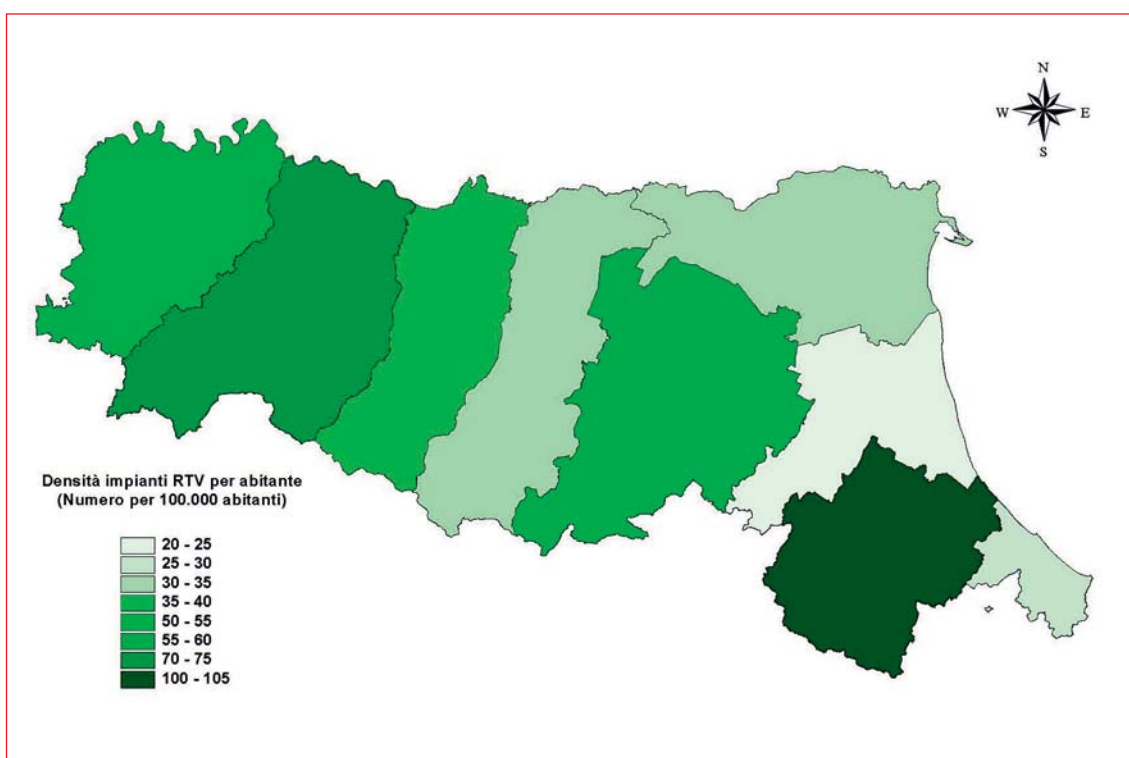 N
W E
S
Densità impianti RTV per abitante
(Numero per 100.000 abitanti)
20 - 25
25 - 30
30 - 35
35 - 40
50 - 55
55 - 60
70 - 75
100 - 105